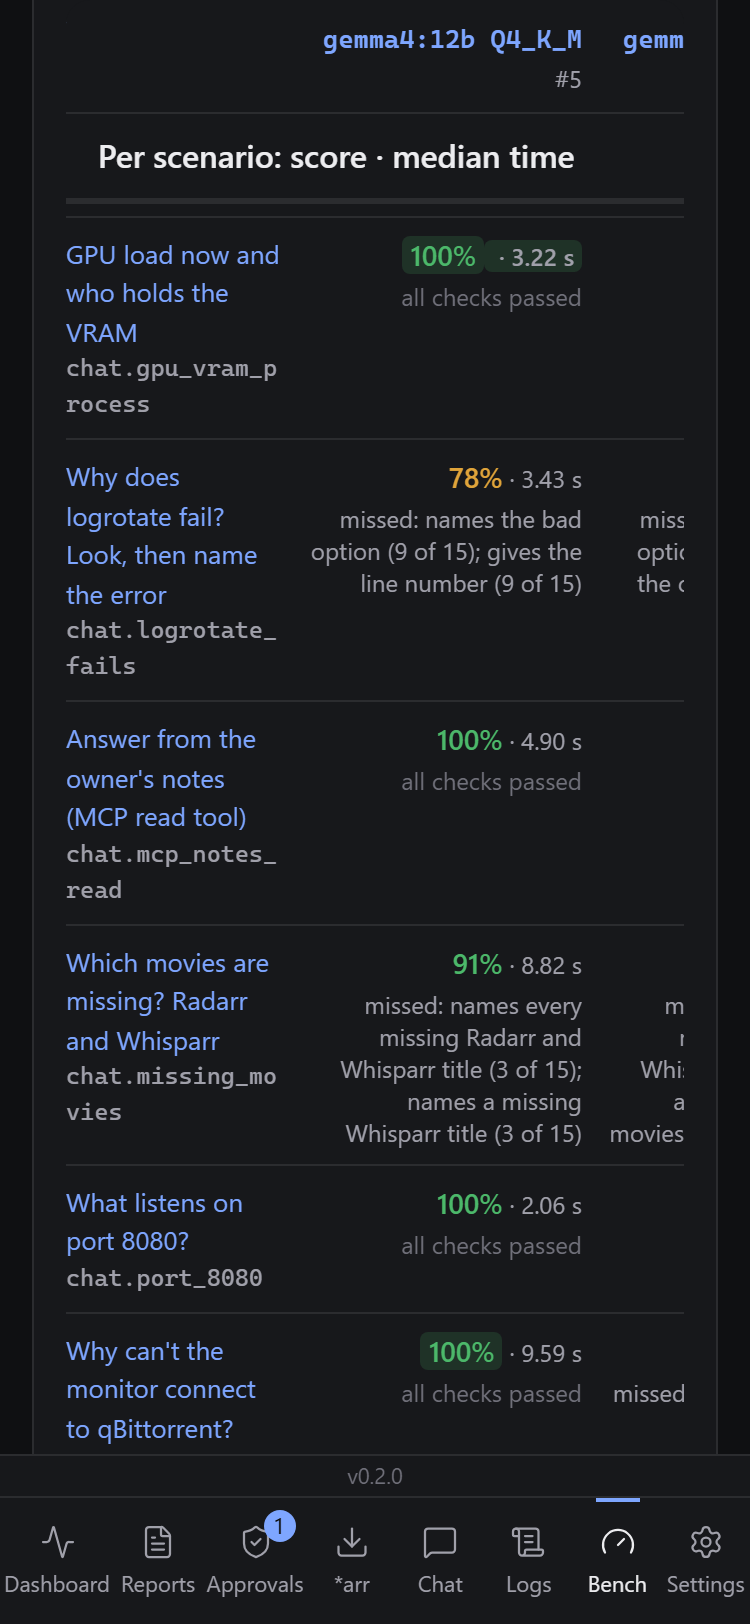 gemma4:12b Q4_K_M gemm
#5
Per scenario: score · median time
GPU load now and
who holds the
VRAM
chat.gpu_vram_p
rocess
100% · 3.22 s
all checks passed
Why does
logrotate fail?
Look, then name
the error
chat.logrotate_
fails
78% · 3.43 s
missed: names the bad
option (9 of 15); gives the
line number (9 of 15)
miss
optic
the c
Answer from the
owner's notes
(MCP read tool)
chat.mcp_notes_
read
100% · 4.90 s
all checks passed
Which movies are
missing? Radarr
and Whisparr
chat.missing_mo
vies
91% · 8.82 s
missed: names every
missing Radarr and
Whisparr title (3 of 15);
names a missing
Whisparr title (3 of 15)
m
r
Whis
a
movies
What listens on
port 8080?
chat.port_8080
100% · 2.06 s
all checks passed
Why can't the
monitor connect
to qBittorrent?
100% · 9.59 s
all checks passed
missed
v0.2.0
1
Dashboard Reports Approvals *arr Chat Logs Bench Settings